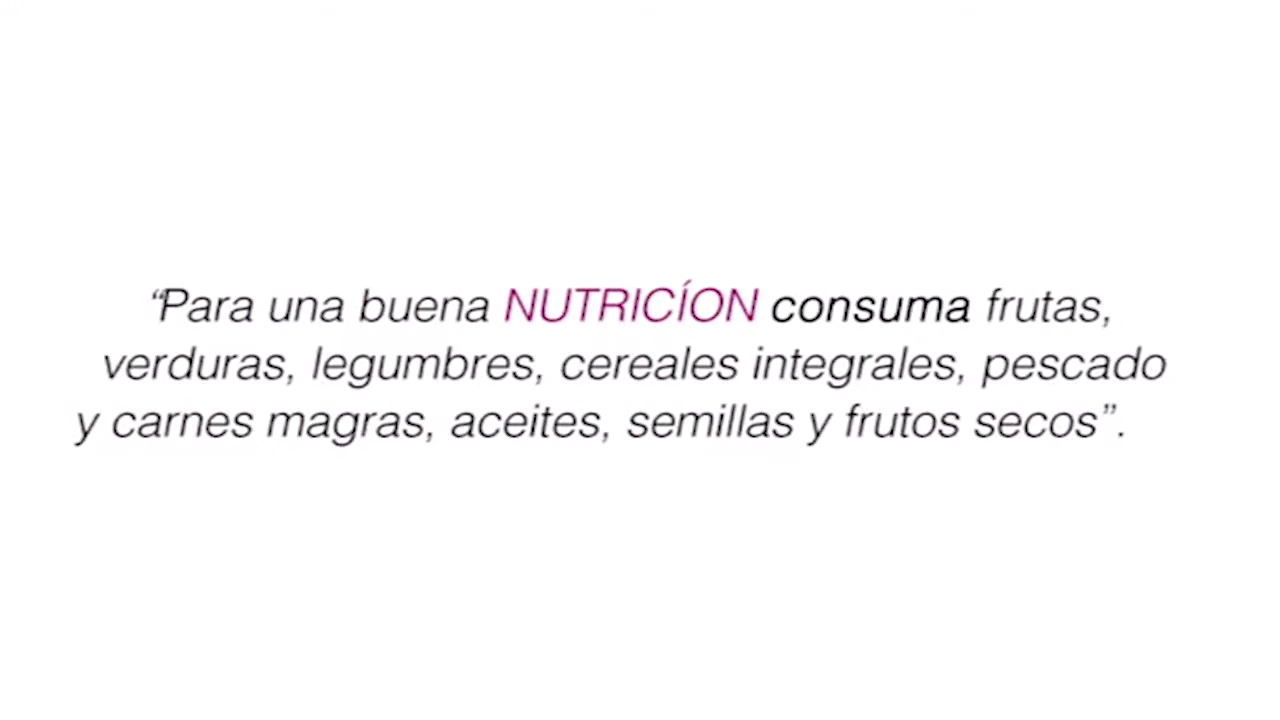 “Para una buena NUTRICÍON consuma frutas,
verduras, legumbres, cereales integrales, pescado
y carnes magras, aceites, semillas y frutos secos”.